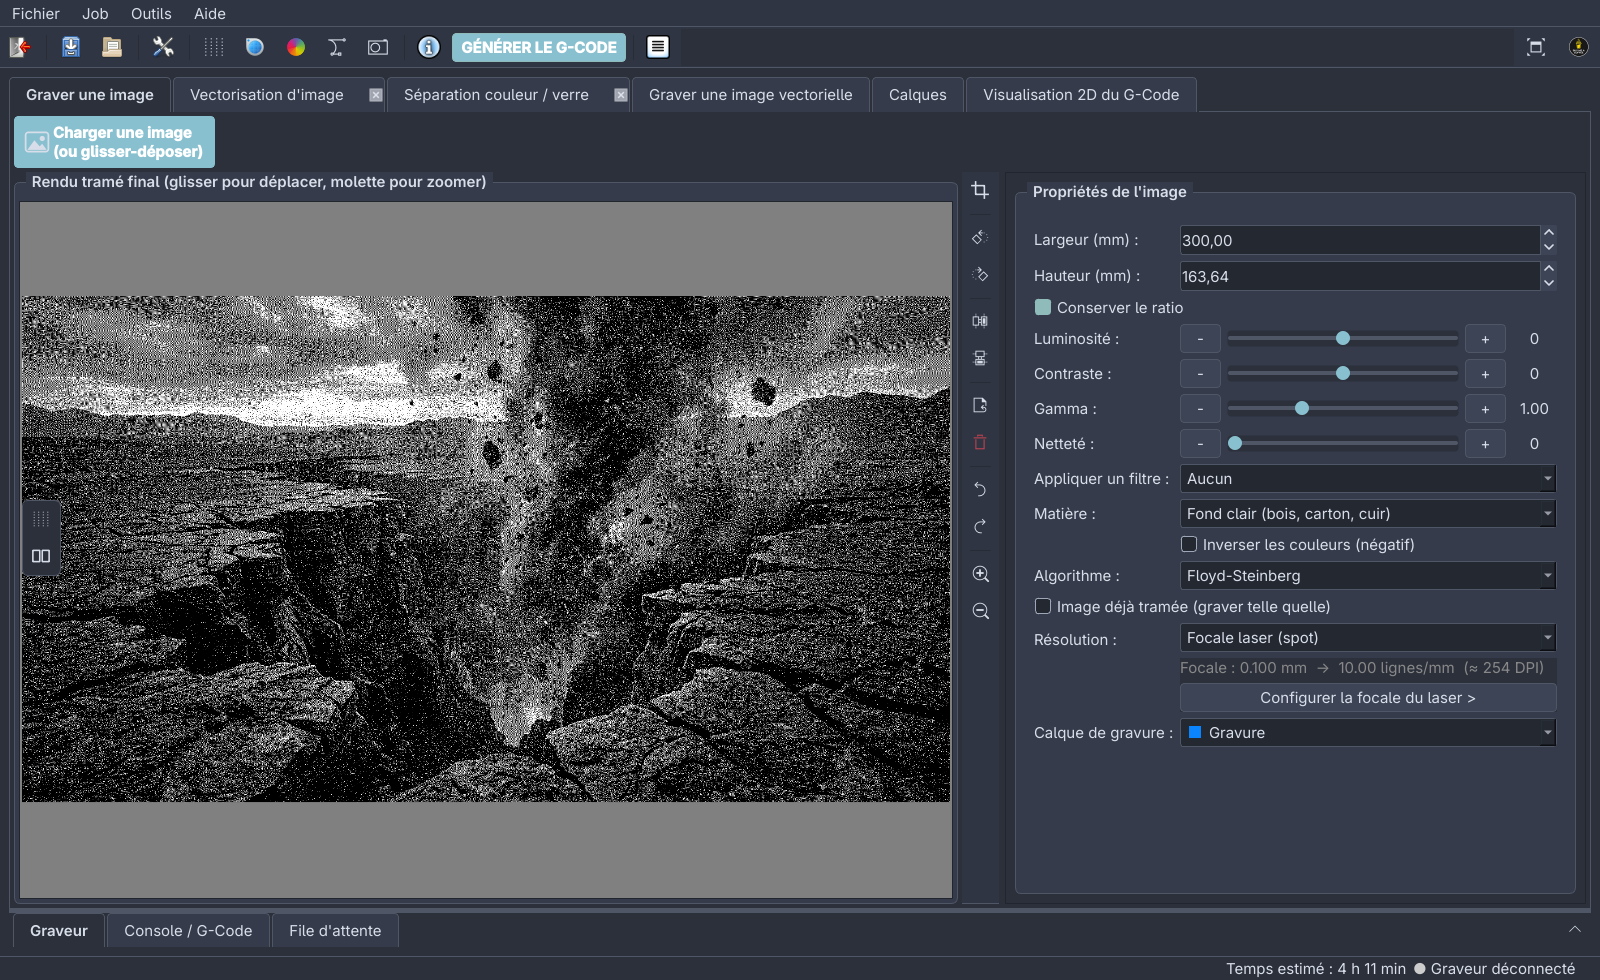 Fichier Job Outils Aide
GÉNÉRER LE G-CODE
Graver une image Vectorisation d'image Séparation couleur / verre Graver une image vectorielle Calques Visualisation 2D du G-Code
Charger une image
(ou glisser-déposer)
Rendu tramé final (glisser pour déplacer, molette pour zoomer)
Propriétés de l'image
Largeur (mm) : 300,00
Hauteur (mm) : 163,64
Conserver le ratio
Luminosité : - + 0
Contraste : - + 0
Gamma : - + 1.00
Netteté : - + 0
Appliquer un filtre : Aucun
Matière : Fond clair (bois, carton, cuir)
Inverser les couleurs (négatif)
Algorithme : Floyd-Steinberg
Image déjà tramée (graver telle quelle)
Résolution : Focale laser (spot)
Focale : 0.100 mm → 10.00 lignes/mm (≈ 254 DPI)
Configurer la focale du laser >
Calque de gravure : Gravure
Graveur Console / G-Code File d'attente
Temps estimé : 4 h 11 min Graveur déconnecté